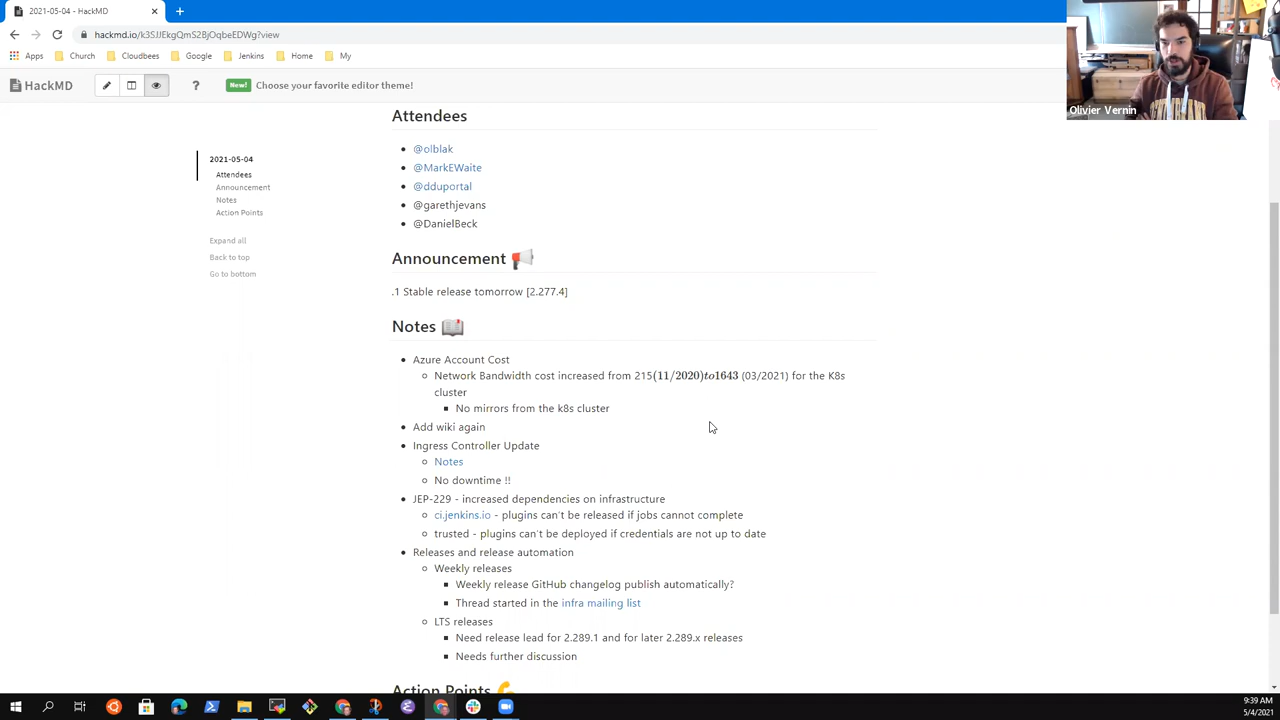 2021-05-04 - HackMD
hackmd.io/k3SJJEkgQmS2BjOqbeEDWg?view
Apps Church Cloudbees Google Jenkins Home My
HackMD ? New! Choose your favorite editor theme!
Olivier Vernin
2021-05-04
Attendees
Announcement
Notes
Action Points
Expand all
Back to top
Go to bottom
Attendees
@olblak
@MarkEWaite
@dduportal
@garethjevans
@DanielBeck
Announcement
.1 Stable release tomorrow [2.277.4]
Notes
Azure Account Cost
Network Bandwidth cost increased from 215(11/2020)to1643 (03/2021) for the K8s
cluster
No mirrors from the k8s cluster
Add wiki again
Ingress Controller Update
Notes
No downtime !!
JEP-229 - increased dependencies on infrastructure
ci.jenkins.io - plugins can't be released if jobs cannot complete
trusted - plugins can't be deployed if credentials are not up to date
Releases and release automation
Weekly releases
Weekly release GitHub changelog publish automatically?
Thread started in the infra mailing list
LTS releases
Need release lead for 2.289.1 and for later 2.289.x releases
Needs further discussion
Action Points
9:39 AM
5/4/2021